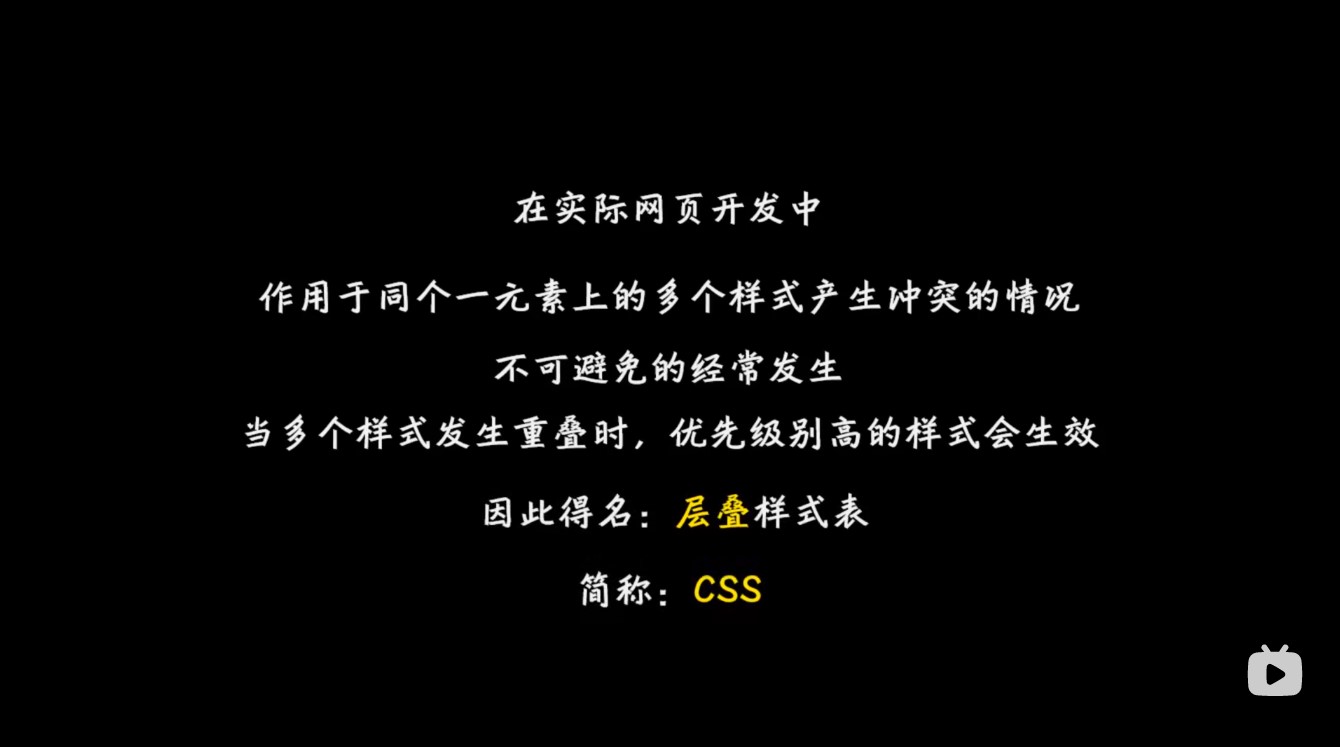 在实际网页开发中
作用于同个一元素上的多个样式产生冲突的情况
不可避免的经常发生
当多个样式发生重叠时，优先级别高的样式会生效
因此得名：层叠样式表
简称：CSS